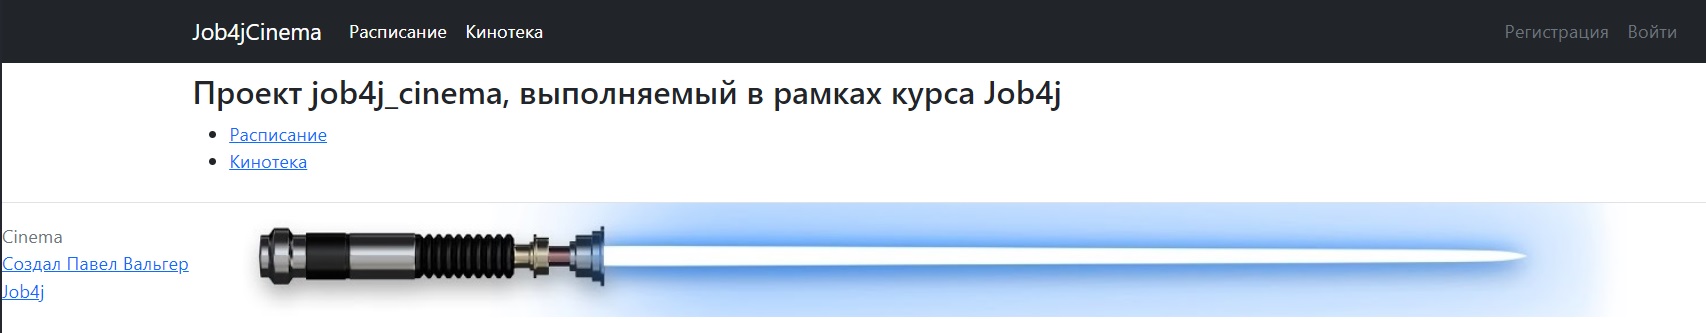 Job4jCinema Расписание Кинотека Регистрация Войти
Проект job4j_cinema, выполняемый в рамках курса Job4j
Расписание
Кинотека
Cinema
Создал Павел Вальгер
Job4j